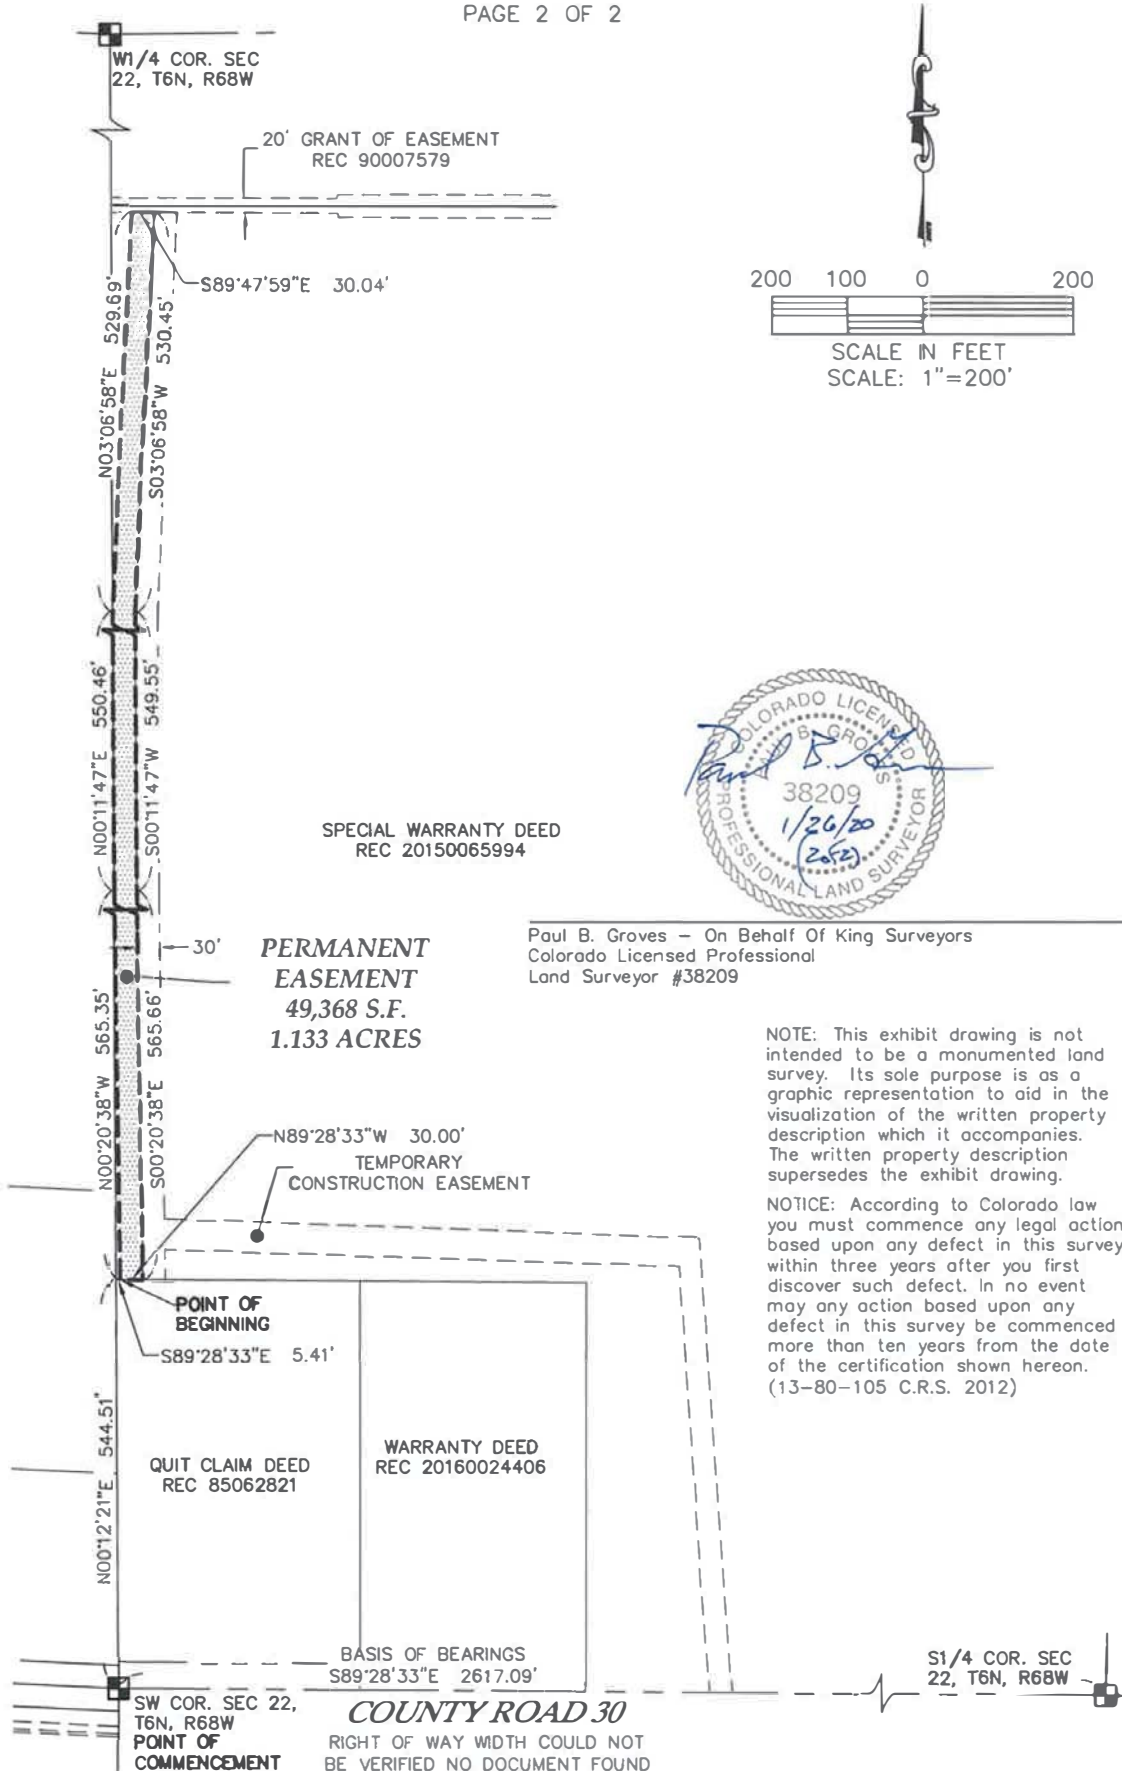 PAGE 2 OF 2
W1/4 COR. SEC
22, T6N, R68W
20' GRANT OF EASEMENT
REC 90007579
S89°47'59"E 30.04'
N03°06'58"E 529.69'
S03°06'58"W 530.45'
200 100 0 200
SCALE IN FEET
SCALE: 1"=200'
N00°11'47"E 550.46'
S00°11'47"W 549.55'
SPECIAL WARRANTY DEED
REC 20150065994
COLORADO LICENSED
PAUL B. GROVES
38209
1/26/20
(2of2)
PROFESSIONAL LAND SURVEYOR
Paul B. Groves – On Behalf Of King Surveyors
Colorado Licensed Professional
Land Surveyor #38209
30'
PERMANENT
EASEMENT
49,368 S.F.
1.133 ACRES
N00°20'38"W 565.35'
S00°20'38"E 565.66'
NOTE: This exhibit drawing is not
intended to be a monumented land
survey. Its sole purpose is as a
graphic representation to aid in the
visualization of the written property
description which it accompanies.
The written property description
supersedes the exhibit drawing.
NOTICE: According to Colorado law
you must commence any legal action
based upon any defect in this survey
within three years after you first
discover such defect. In no event
may any action based upon any
defect in this survey be commenced
more than ten years from the date
of the certification shown hereon.
(13-80-105 C.R.S. 2012)
N89°28'33"W 30.00'
TEMPORARY
CONSTRUCTION EASEMENT
POINT OF
BEGINNING
S89°28'33"E 5.41'
N00°12'21"E 544.51'
QUIT CLAIM DEED
REC 85062821
WARRANTY DEED
REC 20160024406
BASIS OF BEARINGS
S89°28'33"E 2617.09'
S1/4 COR. SEC
22, T6N, R68W
SW COR. SEC 22,
T6N, R68W
POINT OF
COMMENCEMENT
COUNTY ROAD 30
RIGHT OF WAY WIDTH COULD NOT
BE VERIFIED NO DOCUMENT FOUND